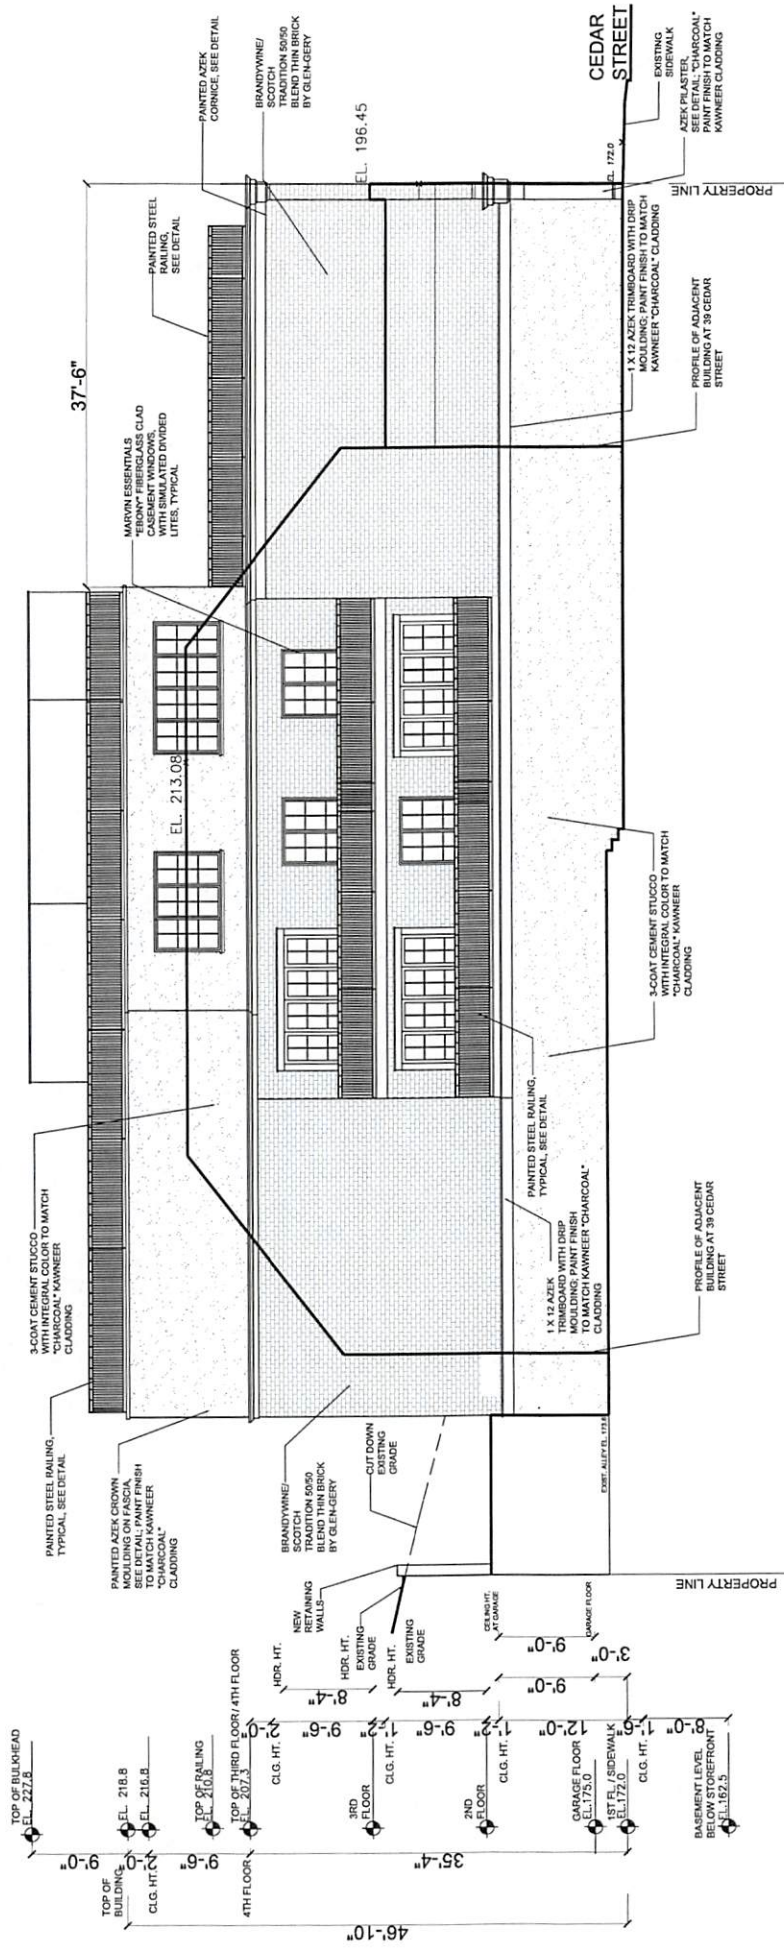 PAINTED AZEK
CORNICE, SEE DETAIL
BRANDYWINE/
SCOTCH
TRADITION 50/50
BLEND THIN BRICK
BY GLEN-GERY
CEDAR
STREET
EXISTING
SIDEWALK
AZEK PILASTER,
SEE DETAIL; "CHARCOAL"
PAINT FINISH TO MATCH
KAWNEER CLADDING
EL. 196.45
EL. 172.0
PROPERTY LINE
37'-6"
PAINTED STEEL
RAILING,
SEE DETAIL
1 X 12 AZEK TRIMBOARD WITH DRIP
MOULDING; PAINT FINISH TO MATCH
KAWNEER "CHARCOAL" CLADDING
MARVIN ESSENTIALS
"EBONY" FIBERGLASS CLAD
CASEMENT WINDOWS,
WITH SIMULATED DIVIDED
LITES, TYPICAL
PROFILE OF ADJACENT
BUILDING AT 39 CEDAR
STREET
EL. 213.08
3-COAT CEMENT STUCCO
WITH INTEGRAL COLOR TO MATCH
"CHARCOAL" KAWNEER
CLADDING
3-COAT CEMENT STUCCO
WITH INTEGRAL COLOR TO MATCH
"CHARCOAL" KAWNEER
CLADDING
PAINTED STEEL RAILING,
TYPICAL, SEE DETAIL
1 X 12 AZEK
TRIMBOARD WITH DRIP
MOULDING; PAINT FINISH
TO MATCH KAWNEER "CHARCOAL"
CLADDING
PROFILE OF ADJACENT
BUILDING AT 39 CEDAR
STREET
PAINTED STEEL RAILING,
TYPICAL, SEE DETAIL
PAINTED AZEK CROWN
MOULDING ON FASCIA,
SEE DETAIL; PAINT FINISH
TO MATCH KAWNEER
"CHARCOAL"
CLADDING
BRANDYWINE/
SCOTCH
TRADITION 50/50
BLEND THIN BRICK
BY GLEN-GERY
CUT DOWN
EXISTING
GRADE
EXIST. ALLEY EL. 173.8
NEW
RETAINING
WALLS
EXISTING
GRADE
EXISTING
GRADE
PROPERTY LINE
HDR. HT.
HDR. HT.
HDR. HT.
CEILING HT.
AT GARAGE
GARAGE FLOOR
8'-4"
8'-4"
9'-0"
9'-0"
3'-0"
2'-0"
9'-6"
1'-2"
9'-6"
1'-2"
12'-0"
1'-6"
8'-0"
CLG. HT.
CLG. HT.
CLG. HT.
CLG. HT.
TOP OF BULKHEAD
EL. 227.8
EL. 218.8
EL. 216.8
TOP OF RAILING
EL. 210.8
TOP OF THIRD FLOOR/ 4TH FLOOR
EL. 207.3
3RD
FLOOR
2ND
FLOOR
GARAGE FLOOR
EL.175.0
1ST FL. / SIDEWALK
EL.172.0
BASEMENT LEVEL
BELOW STOREFRONT
EL.162.5
9'-0"
2'-0"
9'-6"
35'-4"
TOP OF
BUILDING
CLG. HT.
4TH FLOOR
46'-10"